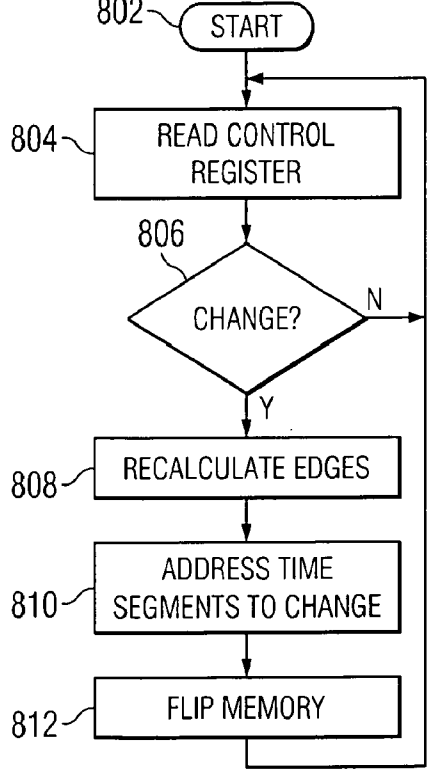 802
START
804
READ CONTROL
REGISTER
806
CHANGE?
N
Y
808
RECALCULATE EDGES
810
ADDRESS TIME
SEGMENTS TO CHANGE
812
FLIP MEMORY